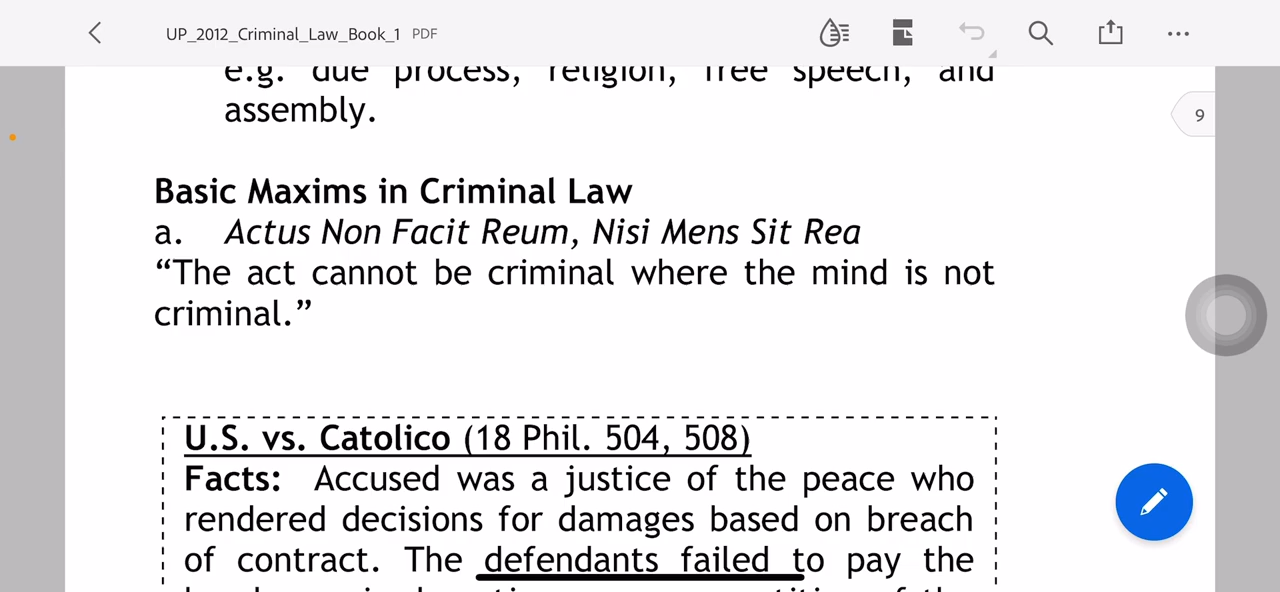 UP_2012_Criminal_Law_Book_1 PDF
e.g. due process, religion, free speech, and
assembly.
9
Basic Maxims in Criminal Law
a. Actus Non Facit Reum, Nisi Mens Sit Rea
“The act cannot be criminal where the mind is not
criminal.”
U.S. vs. Catolico (18 Phil. 504, 508)
Facts: Accused was a justice of the peace who
rendered decisions for damages based on breach
of contract. The defendants failed to pay the